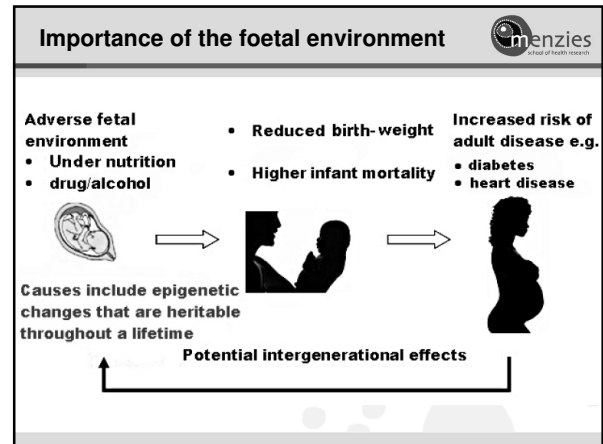 Importance of the foetal environment
menzies
school of health research
Adverse fetal
environment
• Under nutrition
• drug/alcohol
• Reduced birth-weight
• Higher infant mortality
Increased risk of
adult disease e.g.
• diabetes
• heart disease
Causes include epigenetic
changes that are heritable
throughout a lifetime
Potential intergenerational effects